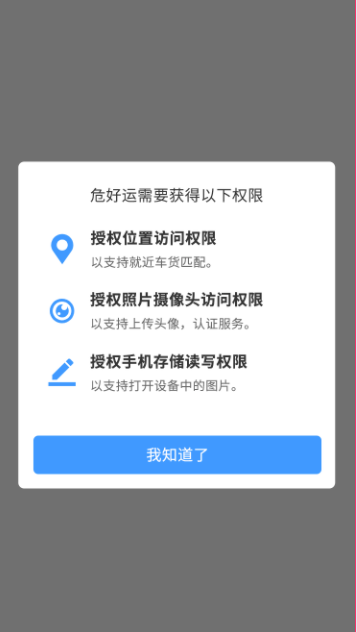 危好运需要获得以下权限
授权位置访问权限
以支持就近车货匹配。
授权照片摄像头访问权限
以支持上传头像，认证服务。
授权手机存储读写权限
以支持打开设备中的图片。
我知道了